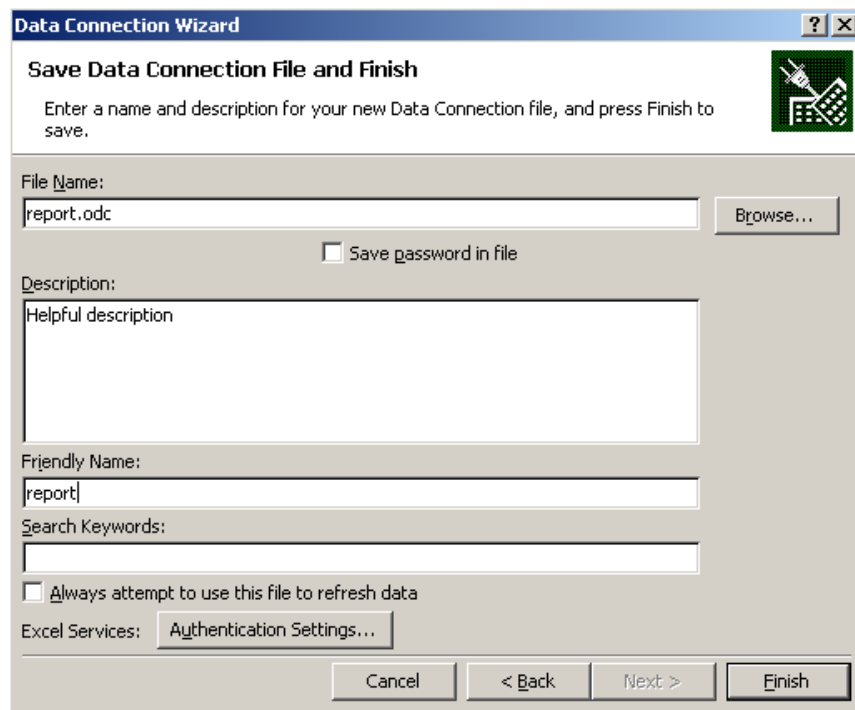 Data Connection Wizard
Save Data Connection File and Finish
Enter a name and description for your new Data Connection file, and press Finish to
save.
File Name:
report.odc
Browse...
Save password in file
Description:
Helpful description
Friendly Name:
report
Search Keywords:
Always attempt to use this file to refresh data
Excel Services: Authentication Settings...
Cancel < Back Next > Finish